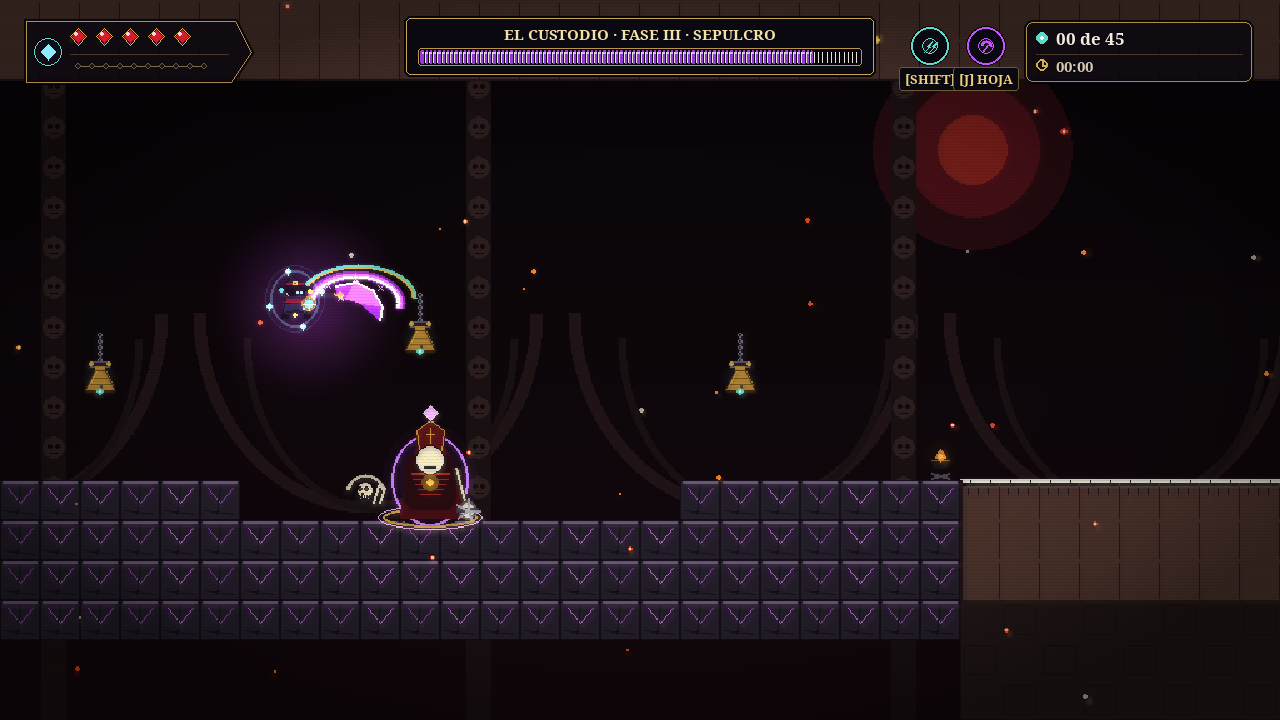 EL CUSTODIO · FASE III · SEPULCRO
[SHIFT]
[J] HOJA
00 de 45
00:00